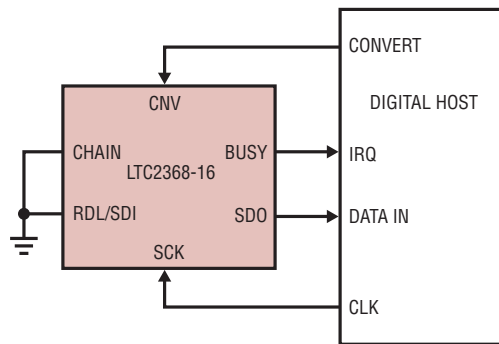 CONVERT
CNV
DIGITAL HOST
CHAIN
BUSY
IRQ
LTC2368-16
RDL/SDI
SDO
DATA IN
SCK
CLK